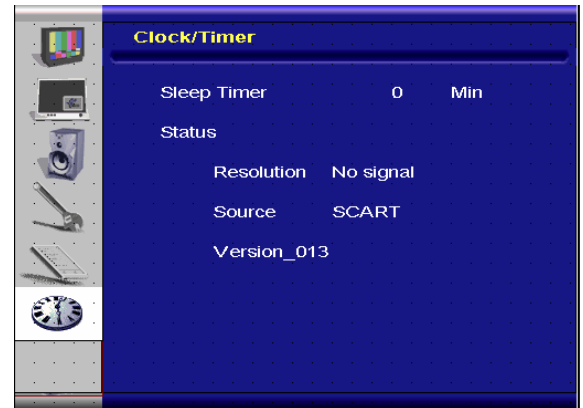 Clock/Timer
Sleep Timer 0 Min
Status
Resolution No signal
Source SCART
Version_013